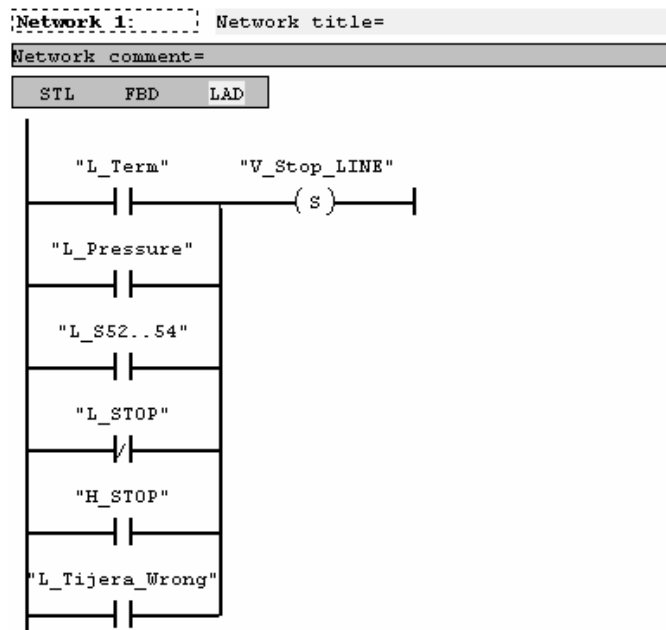 Network 1: Network title=
Network comment=
STL FBD LAD
"L_Term" "V_Stop_LINE"
( S )
"L_Pressure"
"L_S52..54"
"L_STOP"
/
"H_STOP"
"L_Tijera_Wrong"